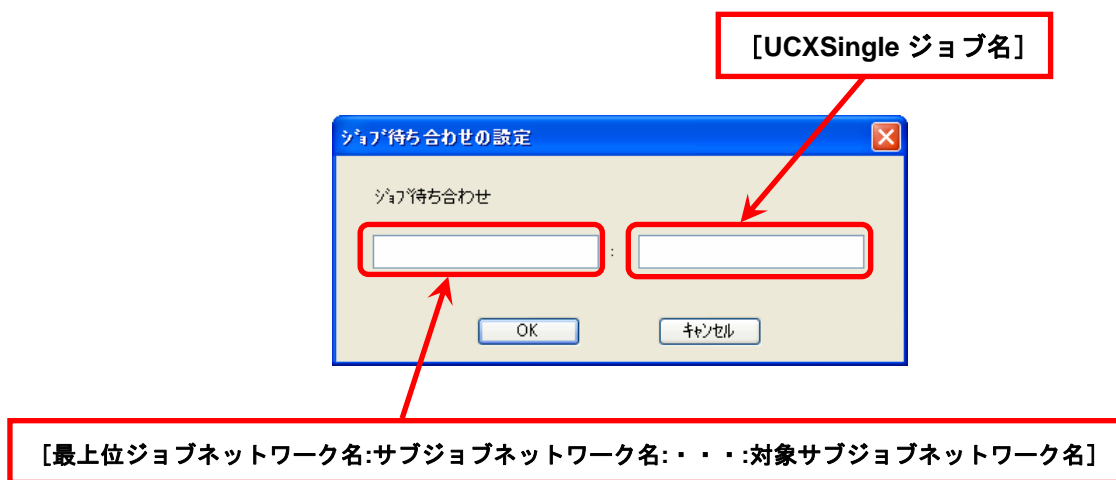 [UCXSingle ジョブ名]
ｼﾞｮﾌﾞ待ち合わせの設定
ｼﾞｮﾌﾞ待ち合わせ
:
OK
ｷｬﾝｾﾙ
[最上位ジョブネットワーク名:サブジョブネットワーク名:・・・:対象サブジョブネットワーク名]